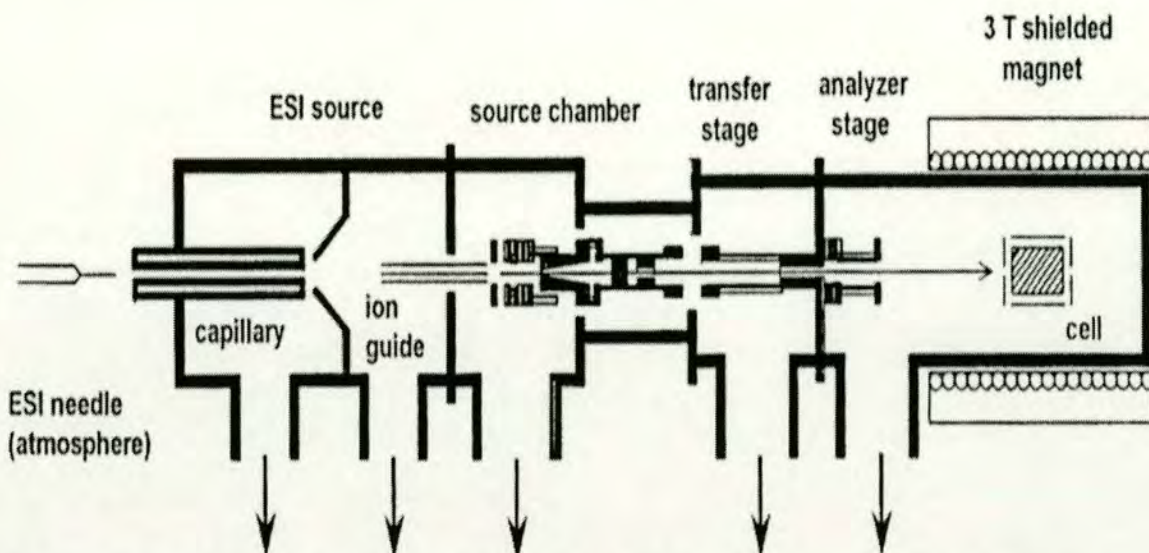 3 T shielded
magnet
ESI source
source chamber
transfer
stage
analyzer
stage
capillary
ion
guide
cell
ESI needle
(atmosphere)